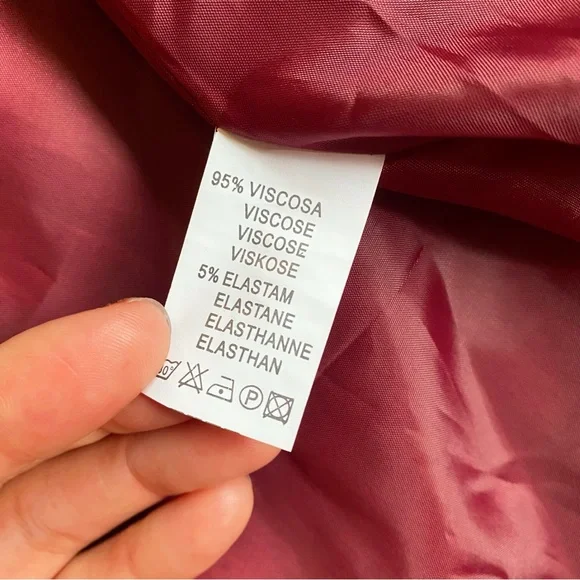 95% VISCOSA
VISCOSE
VISCOSE
VISKOSE
5% ELASTAM
ELASTANE
ELASTHANNE
ELASTHAN
P